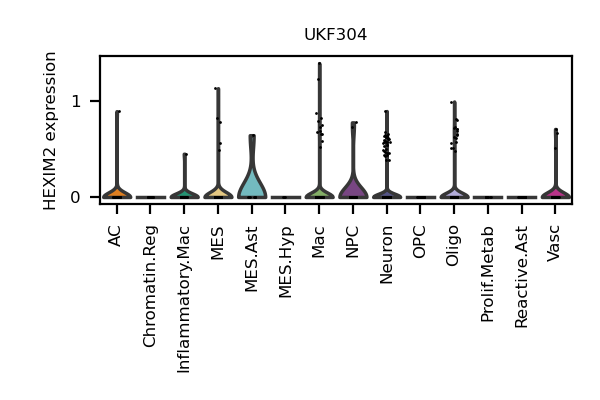 UKF304
HEXIM2 expression
1
0
AC
Chromatin.Reg
Inflammatory.Mac
MES
MES.Ast
MES.Hyp
Mac
NPC
Neuron
OPC
Oligo
Prolif.Metab
Reactive.Ast
Vasc